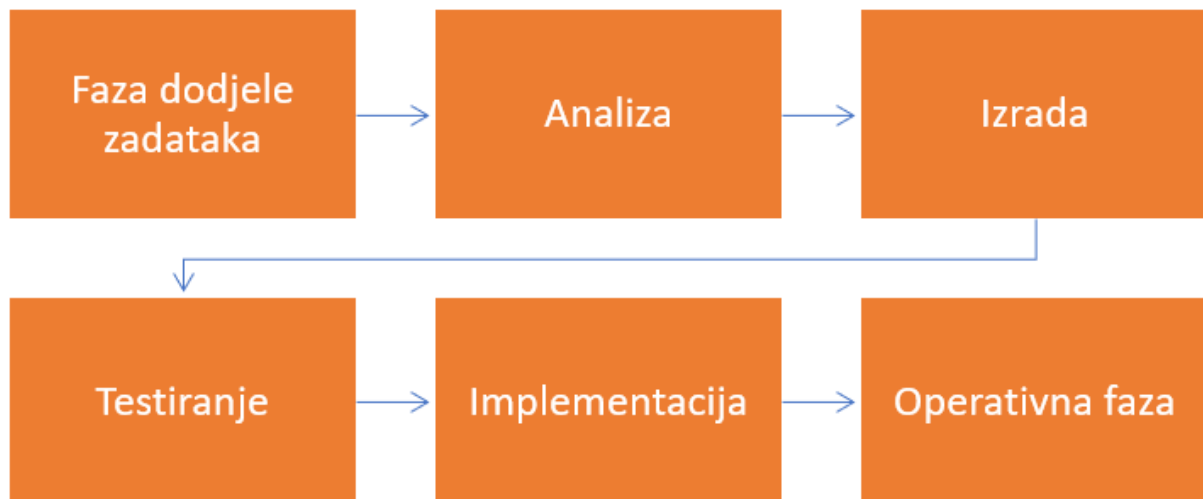 Faza dodjele
zadataka
Analiza
Izrada
Testiranje
Implementacija
Operativna faza